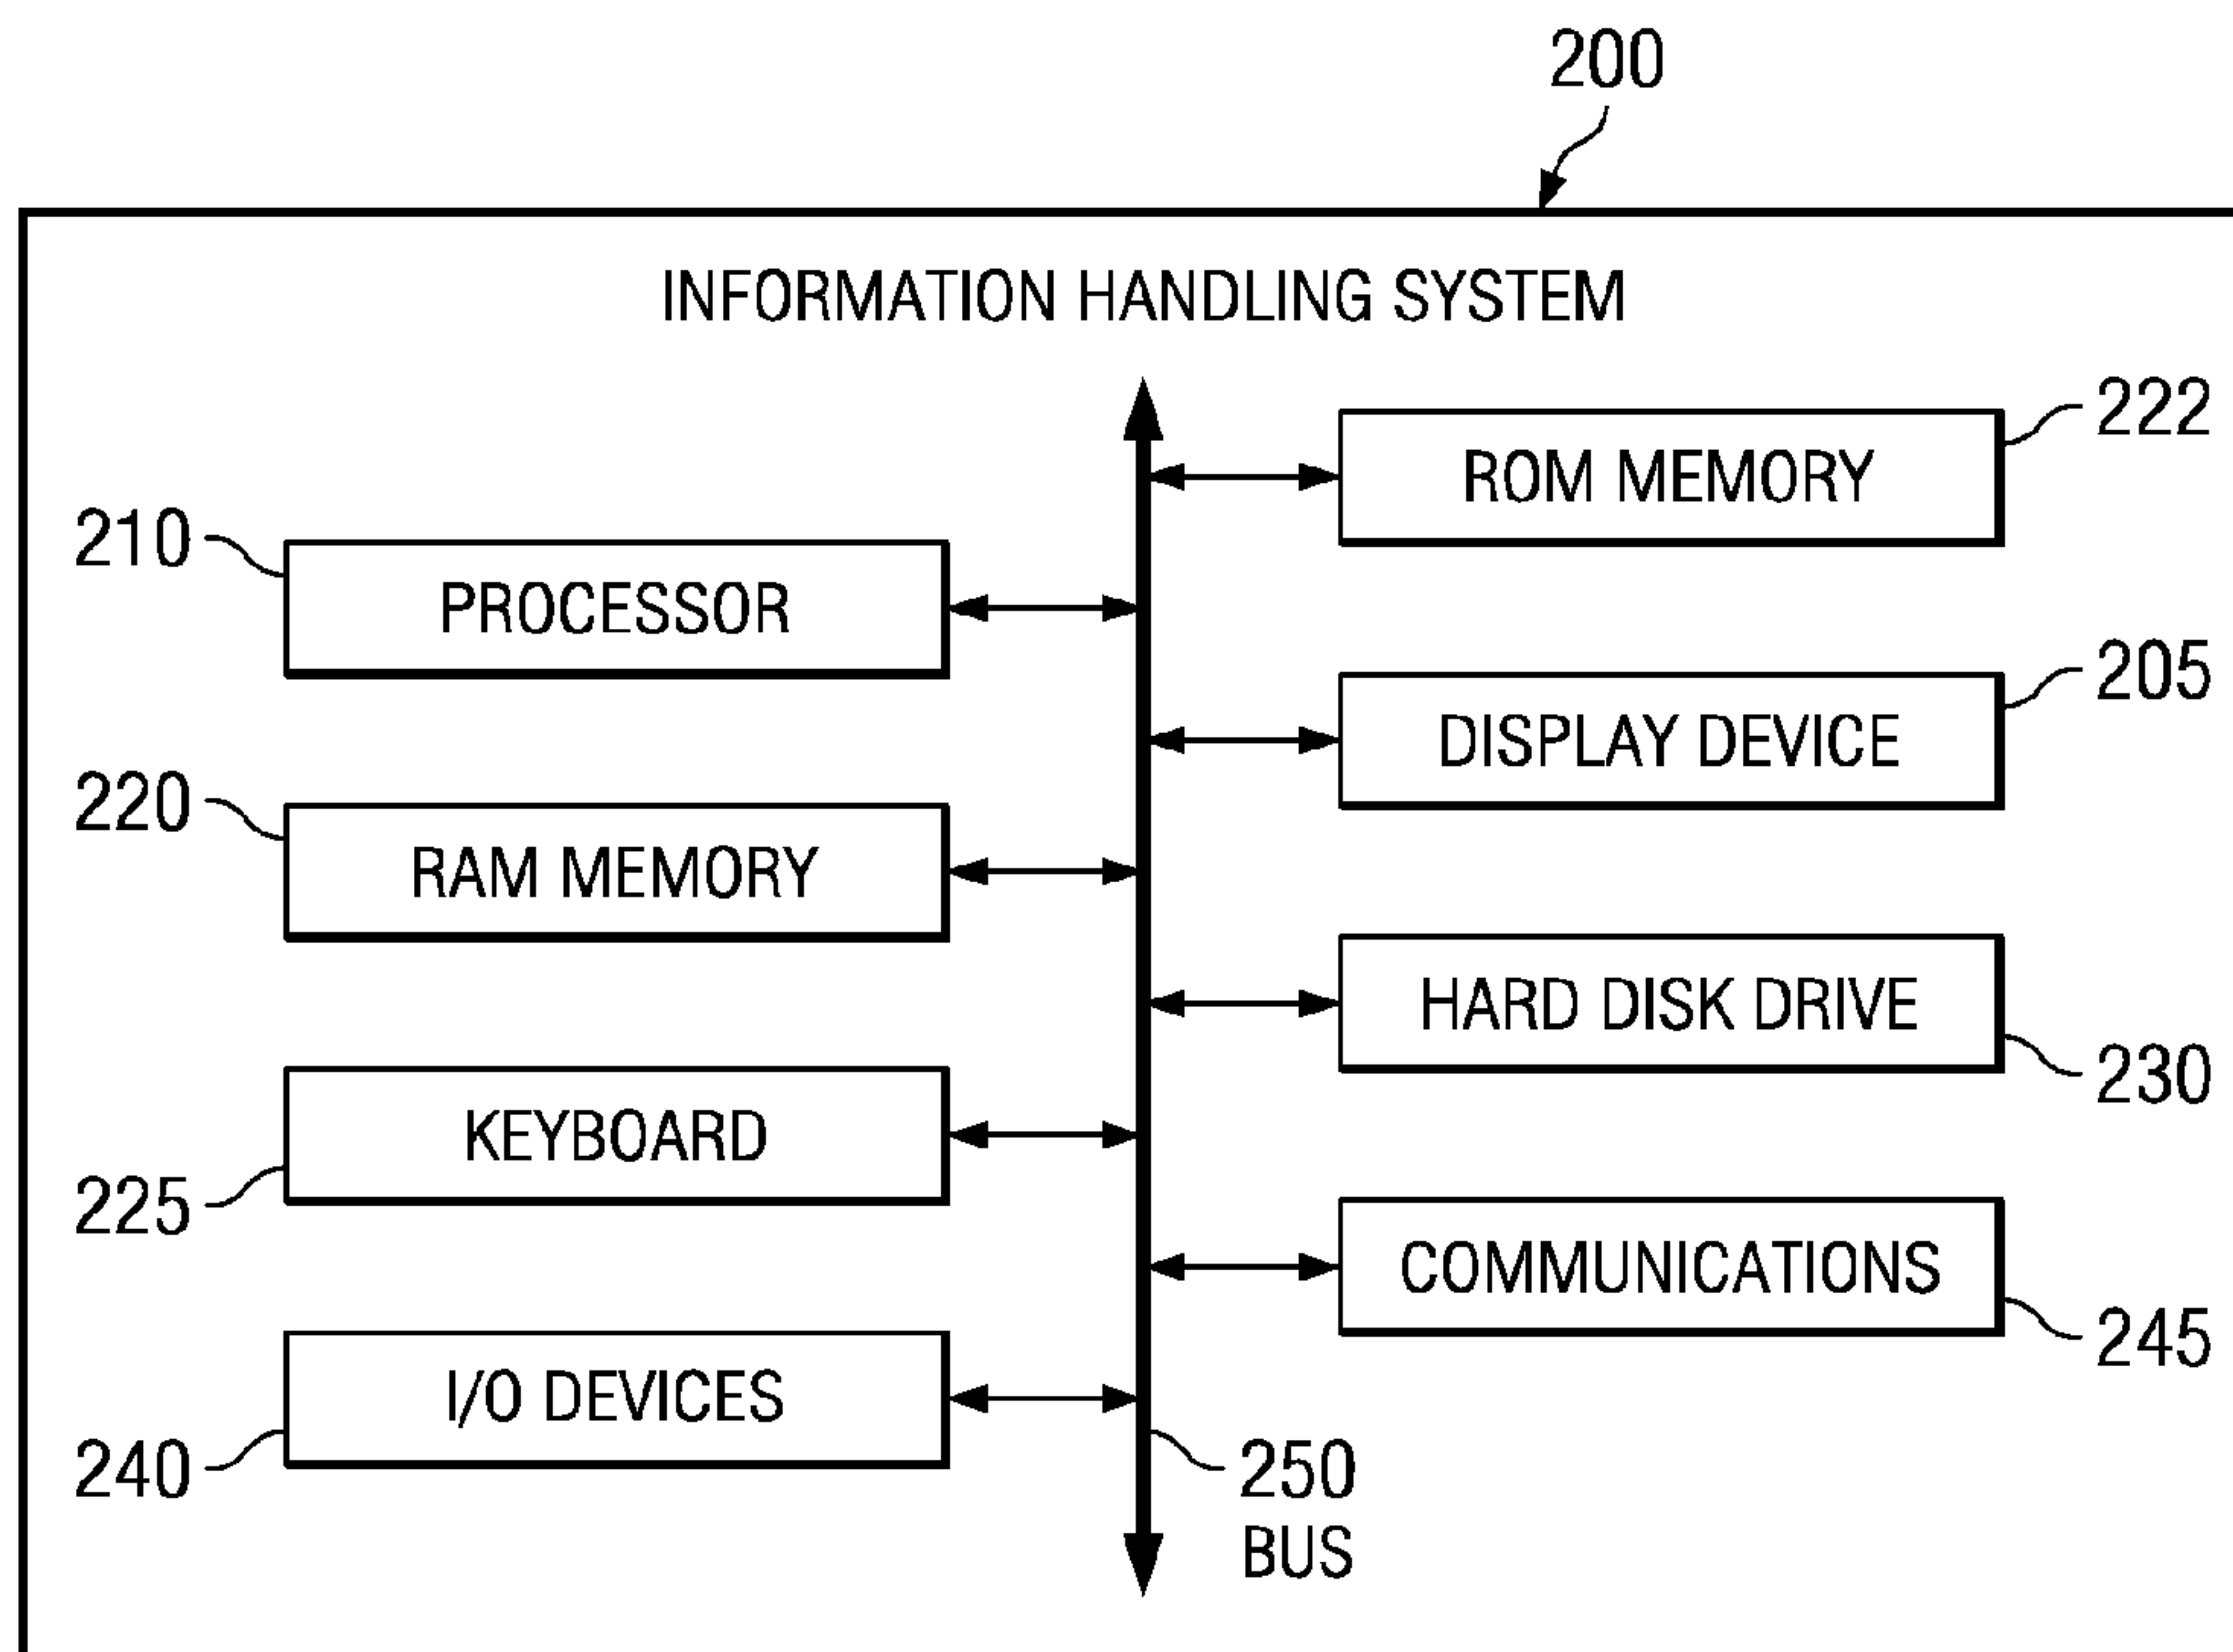 200
INFORMATION HANDLING SYSTEM
222
ROM MEMORY
210
PROCESSOR
205
DISPLAY DEVICE
220
RAM MEMORY
HARD DISK DRIVE
230
KEYBOARD
225
COMMUNICATIONS
245
I/O DEVICES
240
250
BUS